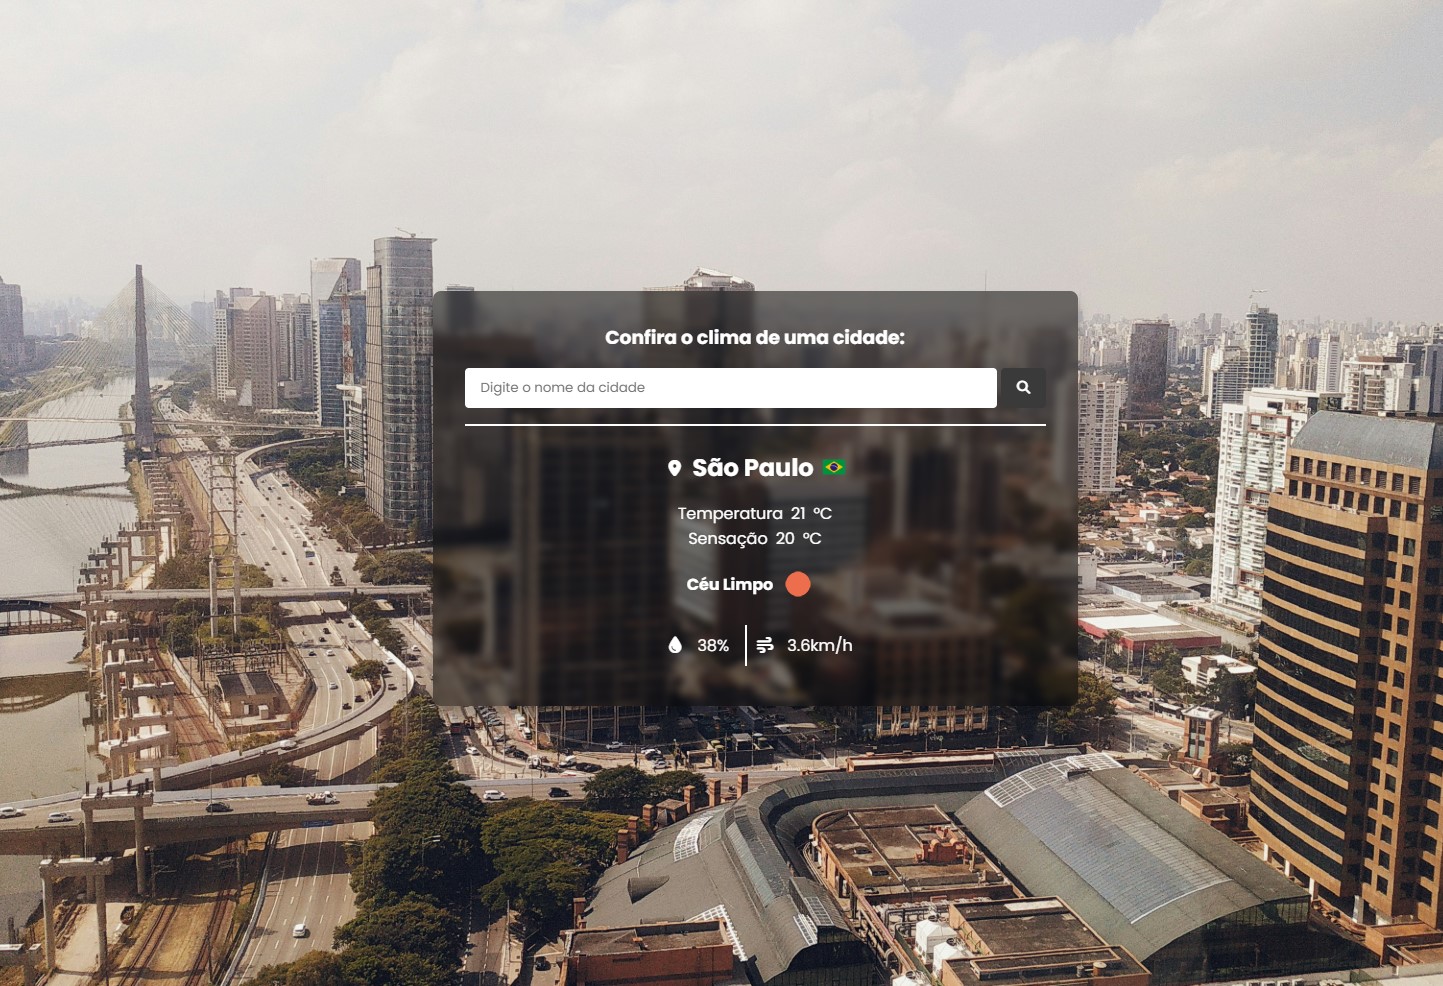 Confira o clima de uma cidade:
Digite o nome da cidade
São Paulo
Temperatura 21 °C
Sensação 20 °C
Céu Limpo
38% 3.6km/h